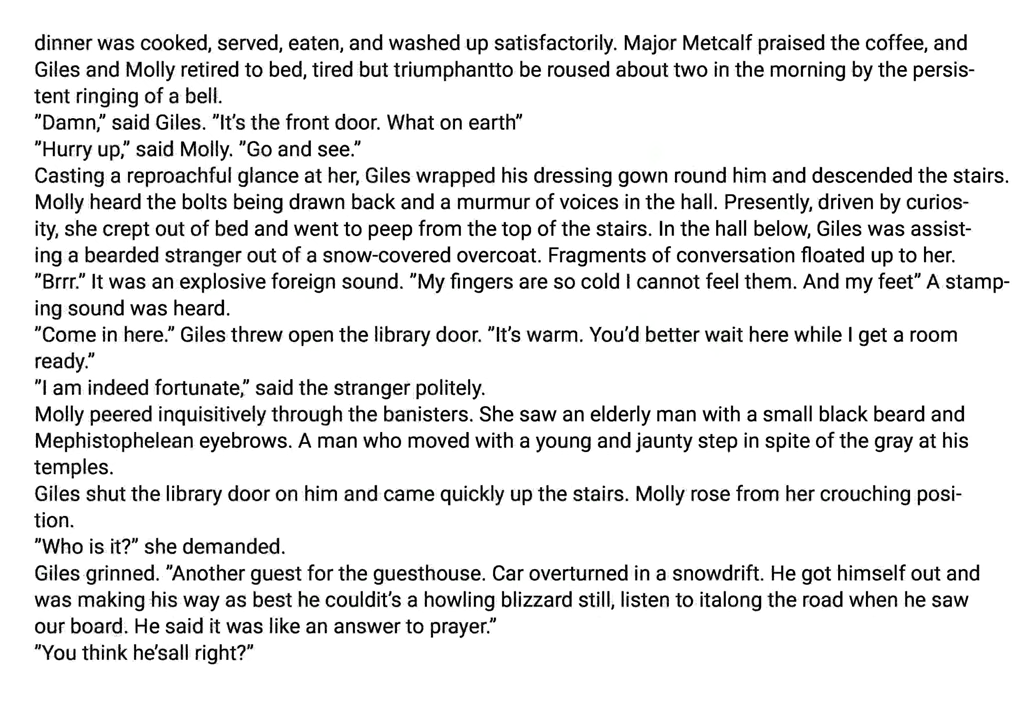 dinner was cooked, served, eaten, and washed up satisfactorily. Major Metcalf praised the coffee, and
Giles and Molly retired to bed, tired but triumphantto be roused about two in the morning by the persis-
tent ringing of a bell.
"Damn," said Giles. "It's the front door. What on earth"
"Hurry up," said Molly. "Go and see."
Casting a reproachful glance at her, Giles wrapped his dressing gown round him and descended the stairs.
Molly heard the bolts being drawn back and a murmur of voices in the hall. Presently, driven by curios-
ity, she crept out of bed and went to peep from the top of the stairs. In the hall below, Giles was assist-
ing a bearded stranger out of a snow-covered overcoat. Fragments of conversation floated up to her.
"Brrr." It was an explosive foreign sound. "My fingers are so cold I cannot feel them. And my feet" A stamp-
ing sound was heard.
"Come in here." Giles threw open the library door. "It's warm. You'd better wait here while I get a room
ready."
"I am indeed fortunate," said the stranger politely.
Molly peered inquisitively through the banisters. She saw an elderly man with a small black beard and
Mephistophelean eyebrows. A man who moved with a young and jaunty step in spite of the gray at his
temples.
Giles shut the library door on him and came quickly up the stairs. Molly rose from her crouching posi-
tion.
"Who is it?" she demanded.
Giles grinned. "Another guest for the guesthouse. Car overturned in a snowdrift. He got himself out and
was making his way as best he couldit's a howling blizzard still, listen to italong the road when he saw
our board. He said it was like an answer to prayer."
"You think he'sall right?"